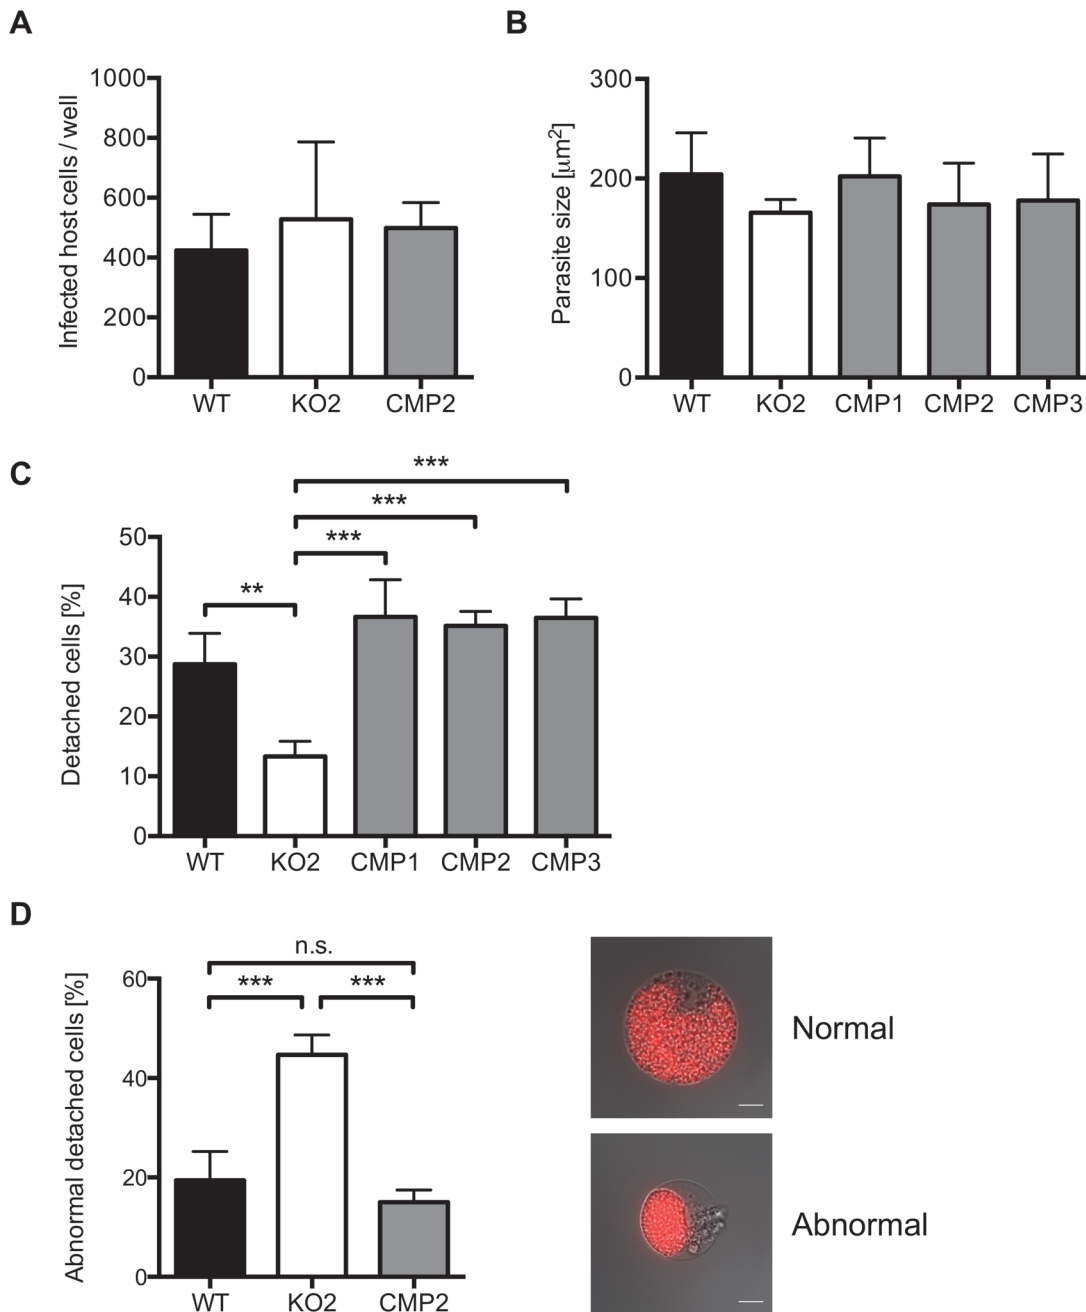 A
Infected host cells / well
1000
800
600
400
200
0
WT KO2 CMP2
B
Parasite size [μm²]
300
200
100
0
WT KO2 CMP1 CMP2 CMP3
C
Detached cells [%]
***
***
***
**
50
40
30
20
10
0
WT KO2 CMP1 CMP2 CMP3
D
Abnormal detached cells [%]
n.s.
*** ***
60
40
20
0
WT KO2 CMP2
Normal
Abnormal